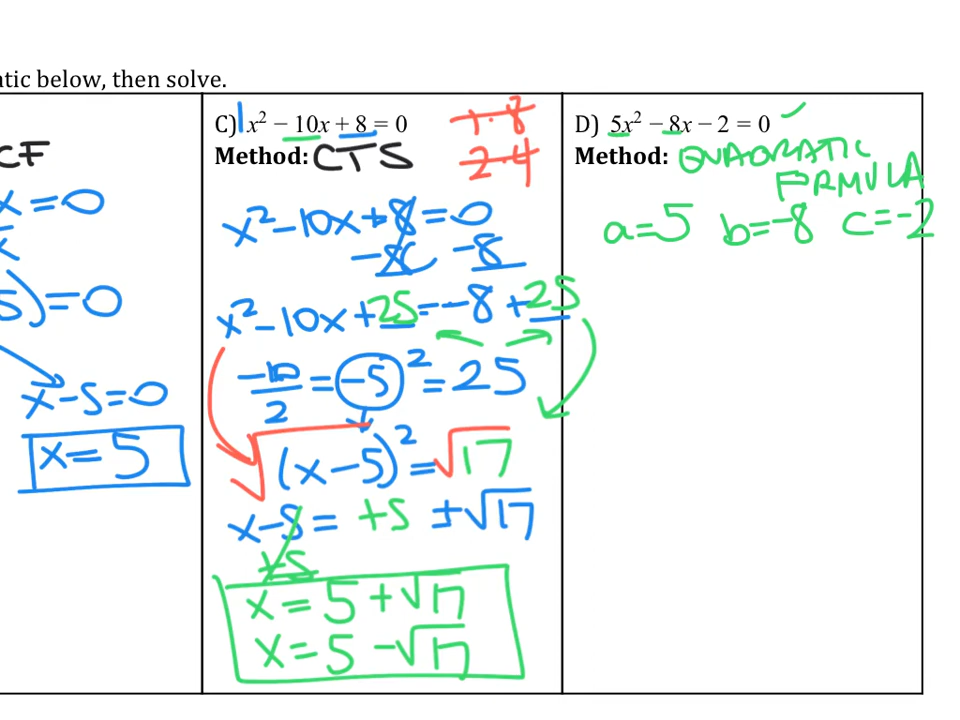 atic below, then solve.
CF
x=0
x
5)=0
x-5=0
x=5
C) 1x² − 10x + 8 = 0
1·8
Method: CTS
2·4
x²-10x+8=0
-8 -8
x²-10x+25=-8+25
-10/2=(-5)²=25
√(x-5)²=√17
x-5= +5 ±√17
+5
x=5+√17
x=5-√17
D) 5x² − 8x − 2 = 0 ✓
Method: QUADRATIC
FORMULA
a=5 b=-8 c=-2